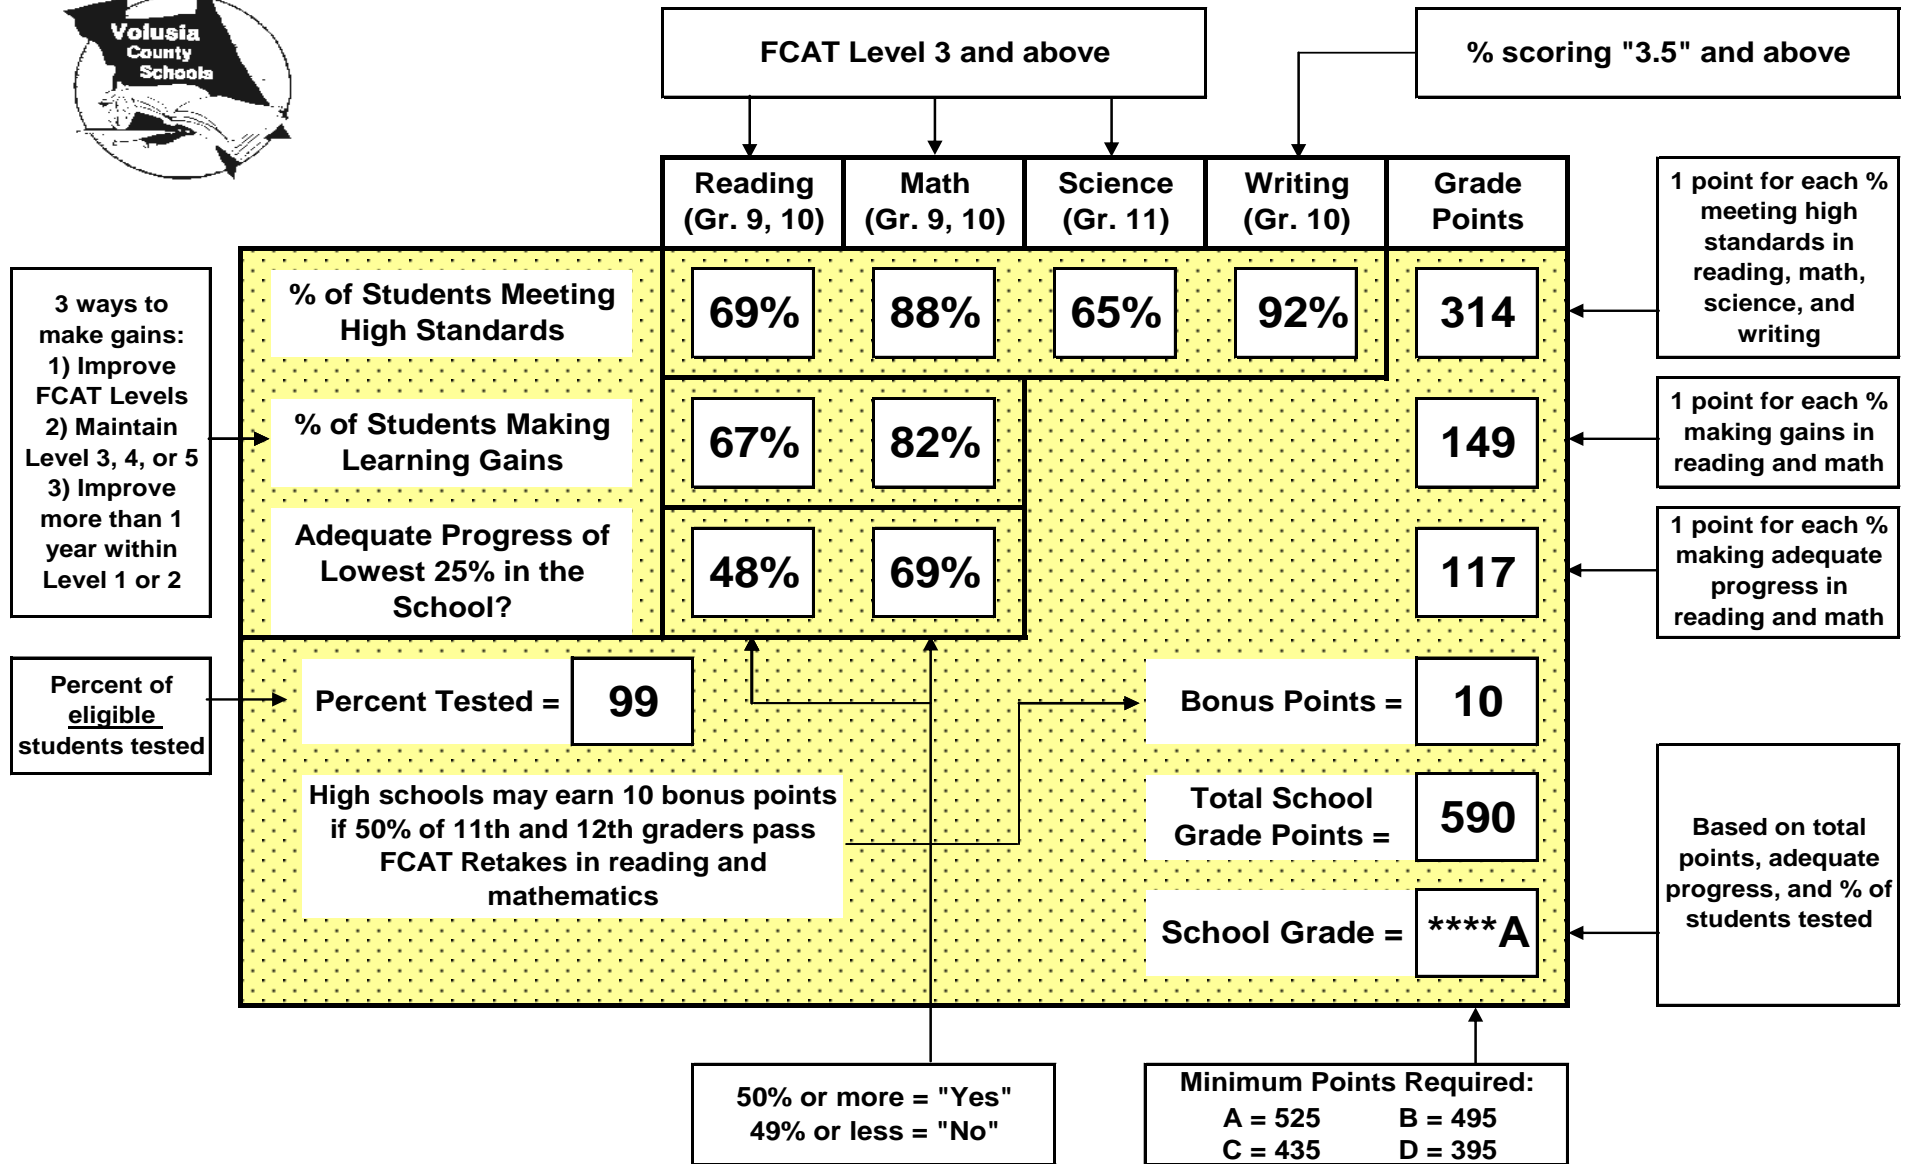 Volusia
County
Schools
FCAT Level 3 and above
% scoring "3.5" and above
Reading
(Gr. 9, 10)
Math
(Gr. 9, 10)
Science
(Gr. 11)
Writing
(Gr. 10)
Grade
Points
1 point for each %
meeting high
standards in
reading, math,
science, and
writing
3 ways to
make gains:
1) Improve
FCAT Levels
2) Maintain
Level 3, 4, or 5
3) Improve
more than 1
year within
Level 1 or 2
% of Students Meeting
High Standards
69%
88%
65%
92%
314
% of Students Making
Learning Gains
67%
82%
149
1 point for each %
making gains in
reading and math
Adequate Progress of
Lowest 25% in the
School?
48%
69%
117
1 point for each %
making adequate
progress in
reading and math
Percent of
eligible
students tested
Percent Tested =
99
Bonus Points =
10
High schools may earn 10 bonus points
if 50% of 11th and 12th graders pass
FCAT Retakes in reading and
mathematics
Total School
Grade Points =
590
School Grade =
****A
Based on total
points, adequate
progress, and % of
students tested
50% or more = "Yes"
49% or less = "No"
Minimum Points Required:
A = 525 B = 495
C = 435 D = 395